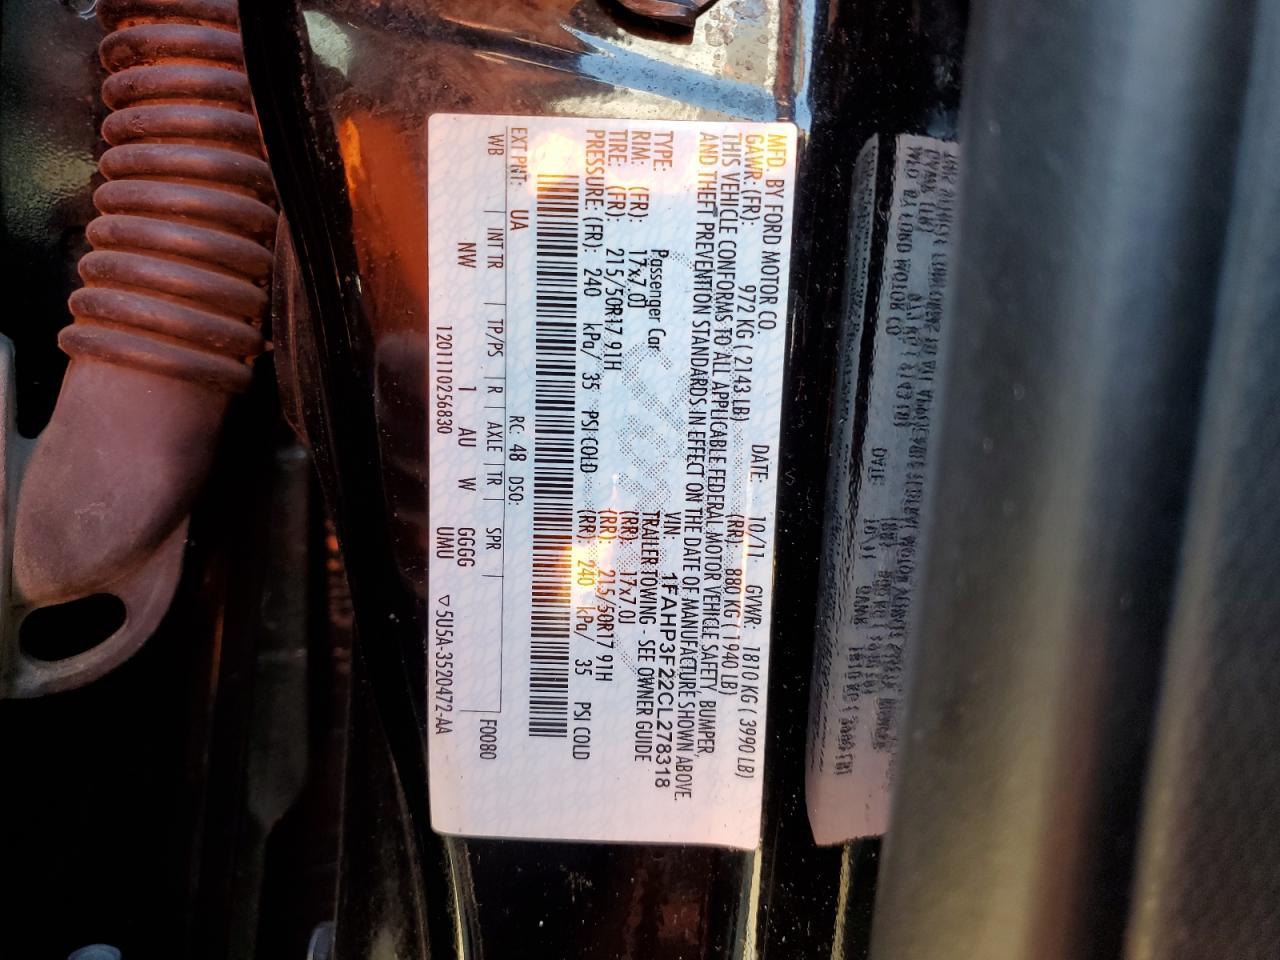 MFD. BY FORD MOTOR CO.
DATE: 10/11 GVWR: 1810 KG ( 3990 LB)
GAWR: (FR): 972 KG ( 2143 LB) (RR): 880 KG ( 1940 LB)
THIS VEHICLE CONFORMS TO ALL APPLICABLE FEDERAL MOTOR VEHICLE SAFETY, BUMPER,
AND THEFT PREVENTION STANDARDS IN EFFECT ON THE DATE OF MANUFACTURE SHOWN ABOVE.
VIN: 1FAHP3F22CL278318
TYPE: Passenger Car TRAILER TOWING - SEE OWNER GUIDE
RIM: (FR): 17x7.0J (RR): 17x7.0J
TIRE: (FR): 215/50R17 91H (RR): 215/50R17 91H
PRESSURE: (FR): 240 kPa/ 35 PSI COLD (RR): 240 kPa/ 35 PSI COLD
EXT PNT: UA RC: 48 DSO: F0080
WB INT TR TP/PS R AXLE TR SPR
NW 1 AU W GGGG
1201110256830 UMU ▽5U5A-3520472-AA